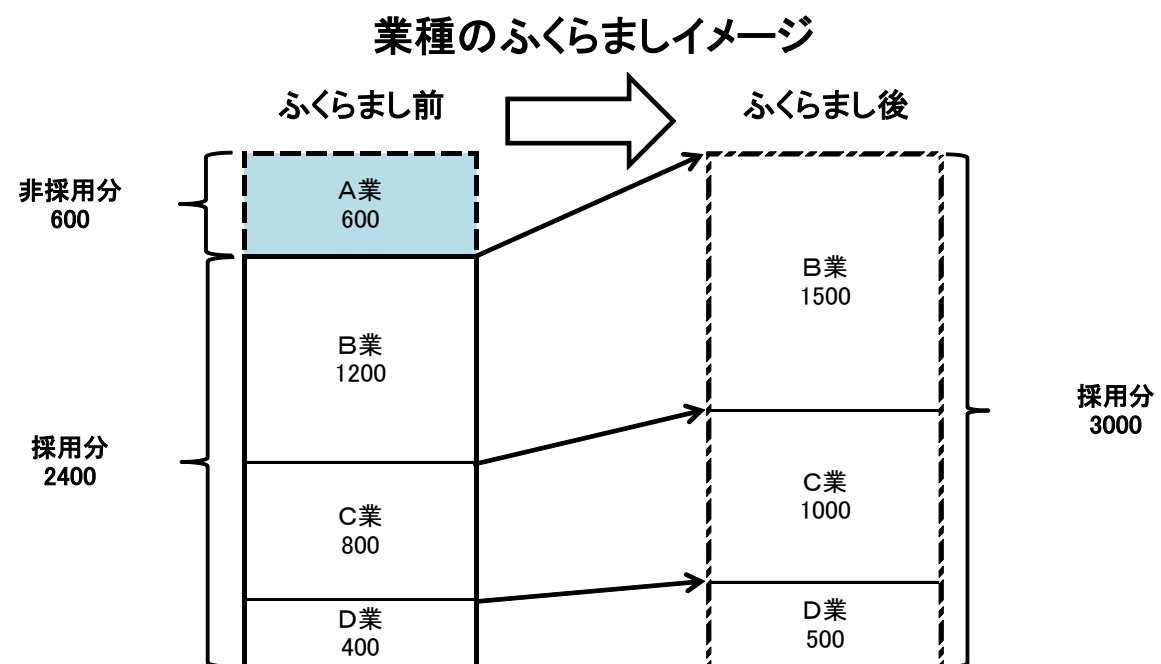 業種のふくらましイメージ
ふくらまし前
ふくらまし後
非採用分
600
A業
600
B業
1200
採用分
2400
C業
800
D業
400
B業
1500
C業
1000
D業
500
採用分
3000